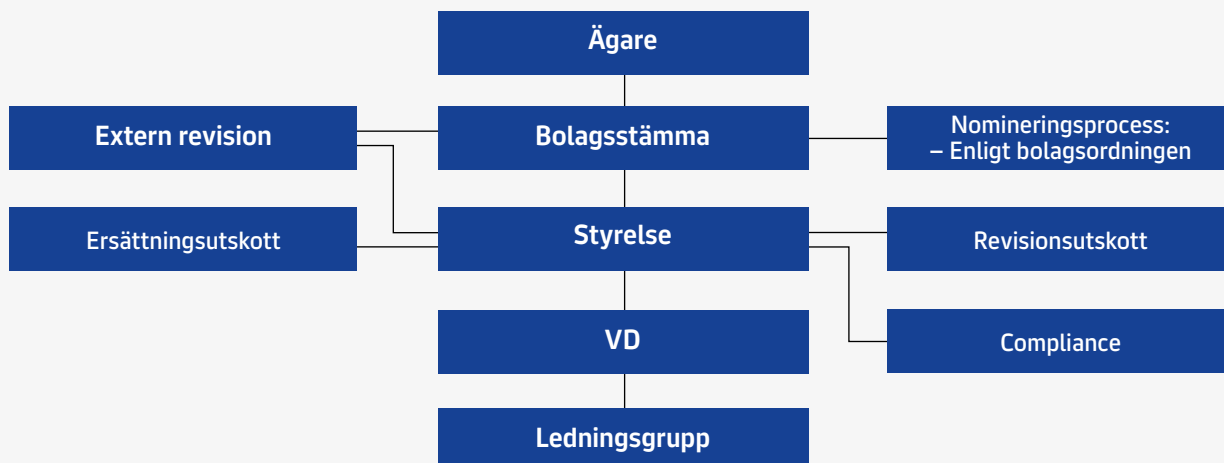 Ägare
Extern revision
Bolagsstämma
Nomineringsprocess:
– Enligt bolagsordningen
Ersättningsutskott
Styrelse
Revisionsutskott
VD
Compliance
Ledningsgrupp